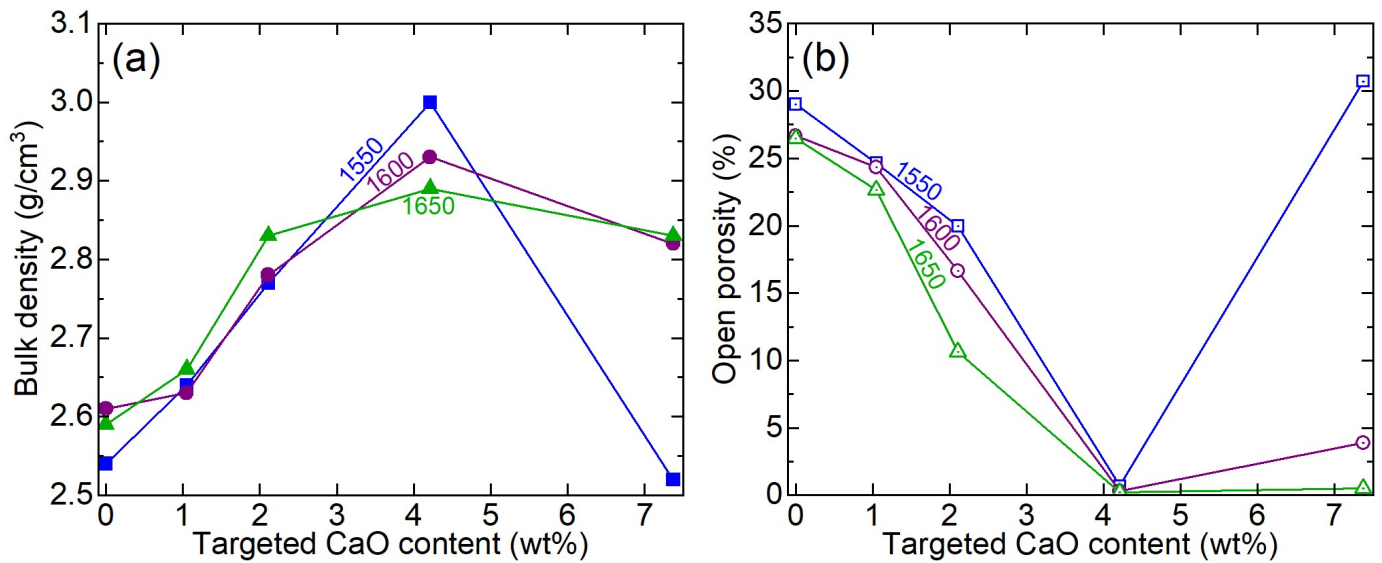 (a)
Bulk density (g/cm³)
3.1
3.0
2.9
2.8
2.7
2.6
2.5
1550
1600
1650
0 1 2 3 4 5 6 7
Targeted CaO content (wt%)
(b)
Open porosity (%)
35
30
25
20
15
10
5
0
1550
1600
1650
0 1 2 3 4 5 6 7
Targeted CaO content (wt%)